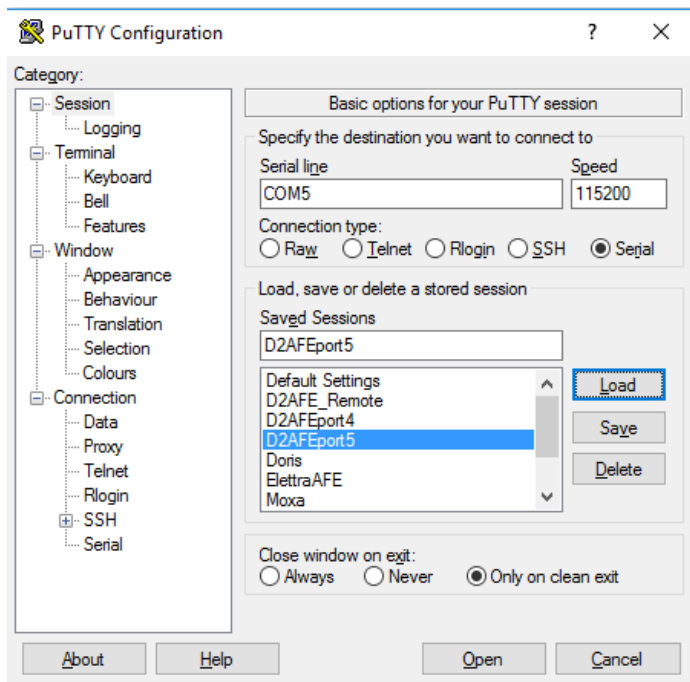 PuTTY Configuration
?
Category:
Session
Logging
Terminal
Keyboard
Bell
Features
Window
Appearance
Behaviour
Translation
Selection
Colours
Connection
Data
Proxy
Telnet
Rlogin
SSH
Serial
Basic options for your PuTTY session
Specify the destination you want to connect to
Serial line Speed
COM5 115200
Connection type:
Raw Telnet Rlogin SSH Serial
Load, save or delete a stored session
Saved Sessions
D2AFEport5
Default Settings
D2AFE_Remote
D2AFEport4
D2AFEport5
Doris
ElettraAFE
Moxa
Load
Save
Delete
Close window on exit:
Always Never Only on clean exit
About Help Open Cancel